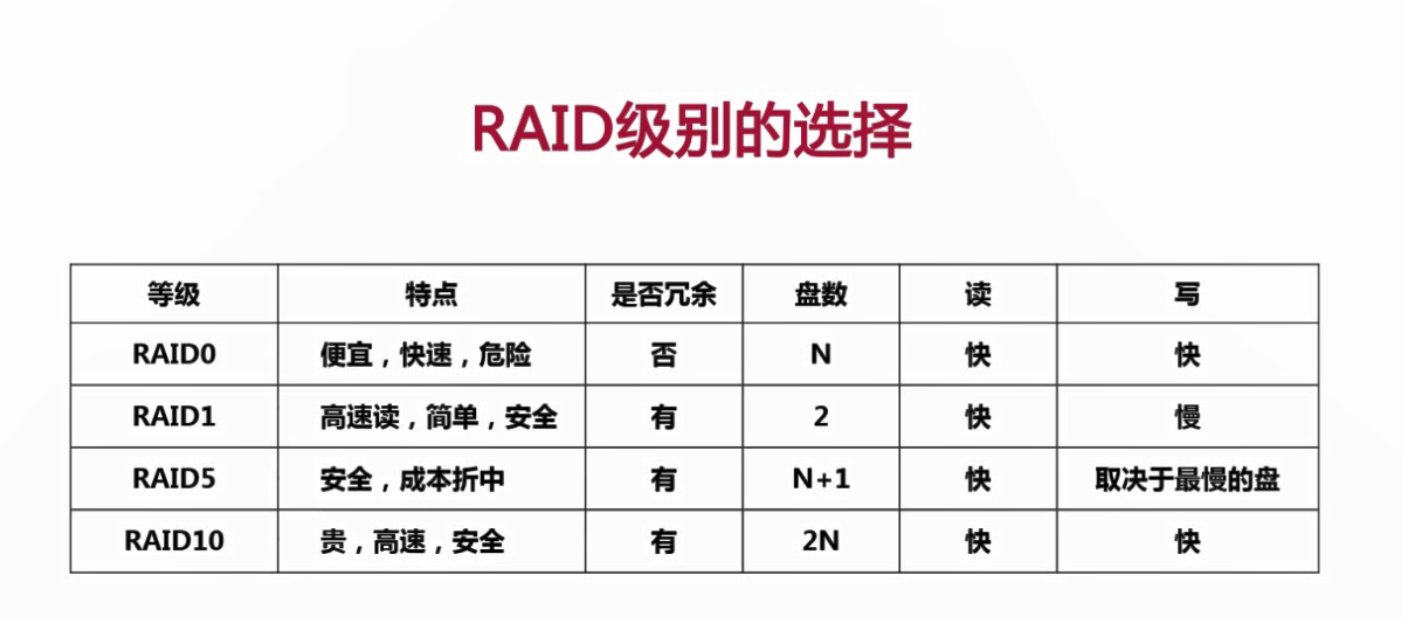 RAID级别的选择
等级 特点 是否冗余 盘数 读 写
RAID0 便宜，快速，危险 否 N 快 快
RAID1 高速读，简单，安全 有 2 快 慢
RAID5 安全，成本折中 有 N+1 快 取决于最慢的盘
RAID10 贵，高速，安全 有 2N 快 快